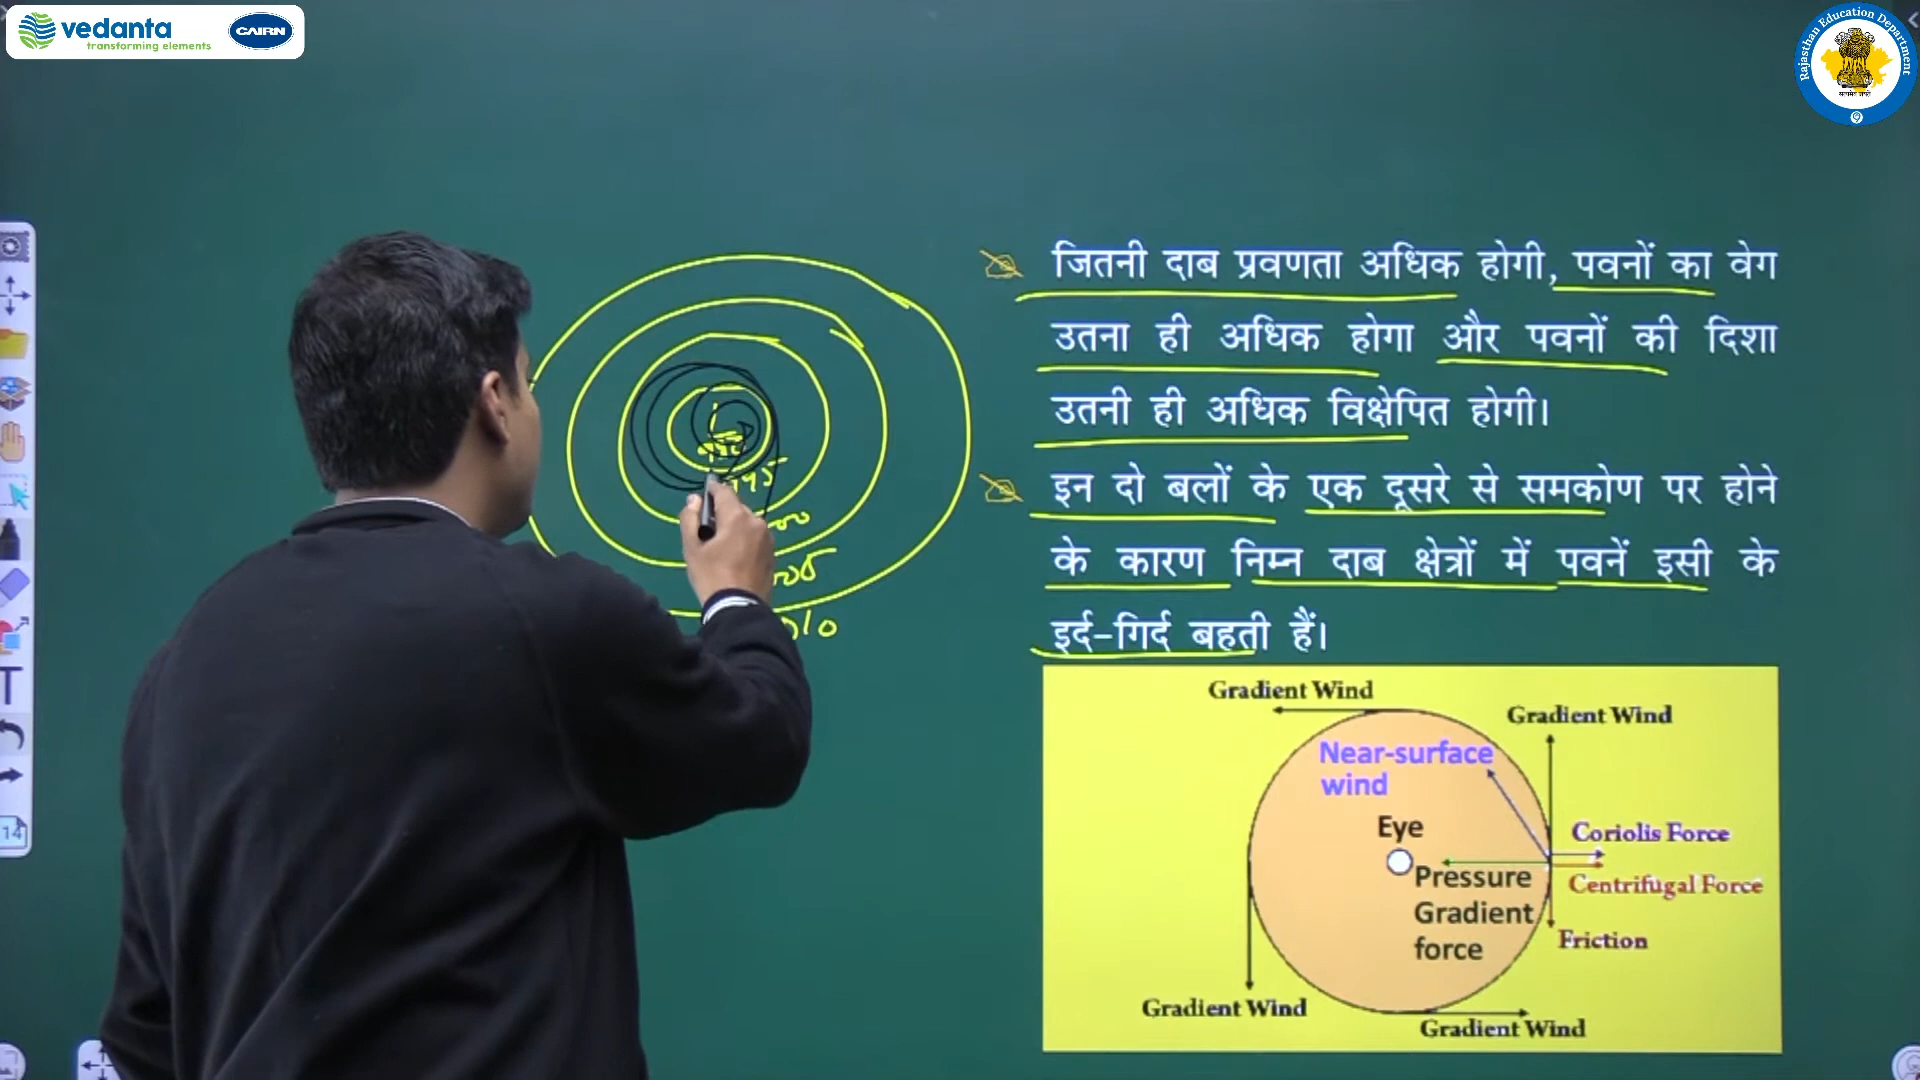 vedanta
transforming elements
CAIRN
Rajasthan Education Department
जितनी दाब प्रवणता अधिक होगी, पवनों का वेग
उतना ही अधिक होगा और पवनों की दिशा
उतनी ही अधिक विक्षेपित होगी।
इन दो बलों के एक दूसरे से समकोण पर होने
के कारण निम्न दाब क्षेत्रों में पवनें इसी के
इर्द-गिर्द बहती हैं।
995
Gradient Wind
Gradient Wind
Near-surface
wind
Eye
Coriolis Force
Pressure
Gradient
force
Centrifugal Force
Friction
Gradient Wind
Gradient Wind
T
14